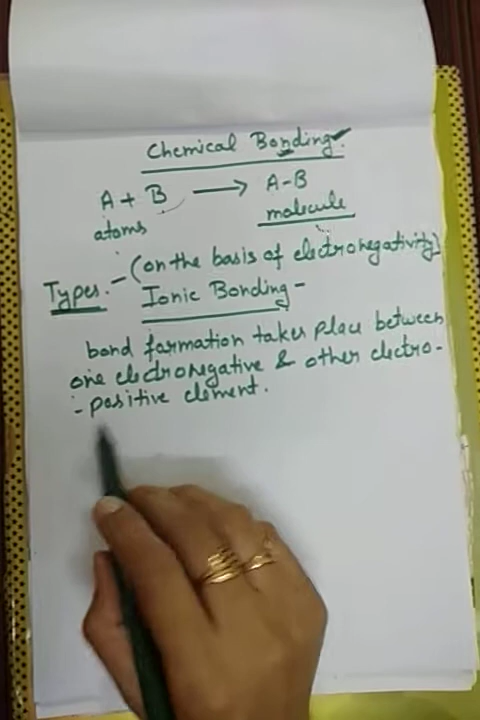 Chemical Bonding
A + B ⟶ A-B
atoms molecule
Types :- (on the basis of electronegativity)
Ionic Bonding -
bond formation takes place between
one electronegative & other electro-
- positive element.